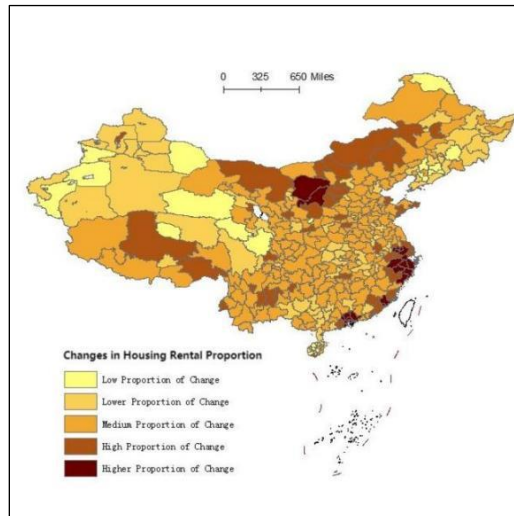 0 325 650 Miles
Changes in Housing Rental Proportion
Low Proportion of Change
Lower Proportion of Change
Medium Proportion of Change
High Proportion of Change
Higher Proportion of Change